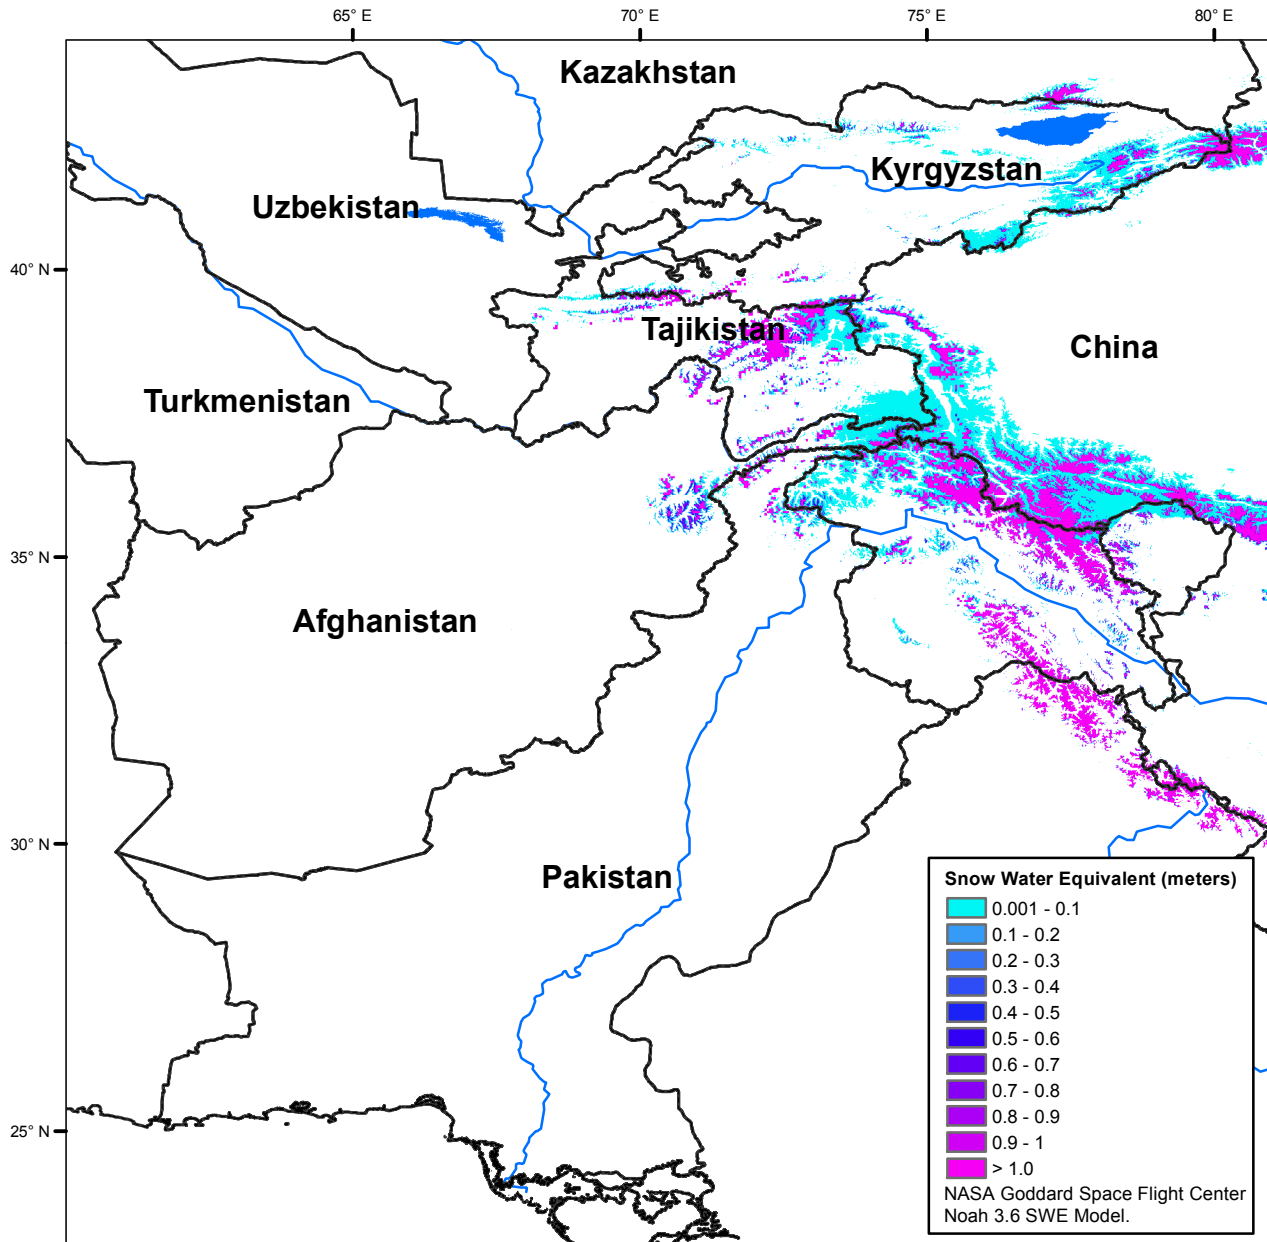 65° E
70° E
75° E
80° E
Kazakhstan
Kyrgyzstan
Uzbekistan
40° N
Tajikistan
China
Turkmenistan
35° N
Afghanistan
30° N
Pakistan
25° N
Snow Water Equivalent (meters)
0.001 - 0.1
0.1 - 0.2
0.2 - 0.3
0.3 - 0.4
0.4 - 0.5
0.5 - 0.6
0.6 - 0.7
0.7 - 0.8
0.8 - 0.9
0.9 - 1
> 1.0
NASA Goddard Space Flight Center
Noah 3.6 SWE Model.